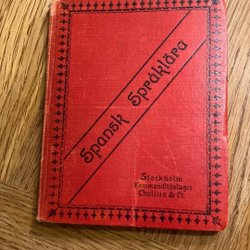 Spansk Språklära
Stockholm
Kommanditbolaget
Chelius & Co.